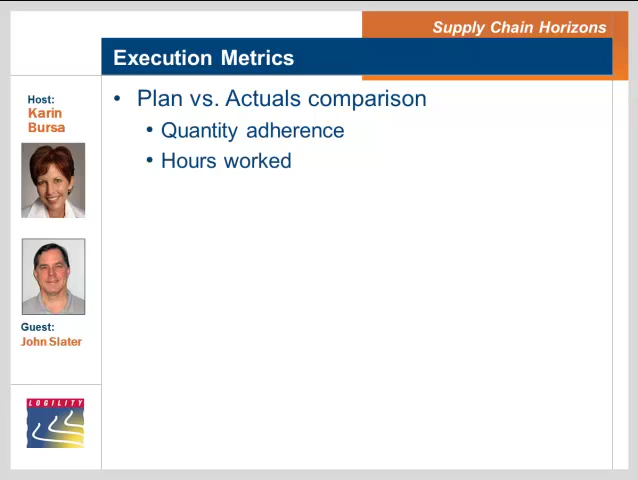 Supply Chain Horizons
Execution Metrics
Host:
Karin
Bursa
• Plan vs. Actuals comparison
• Quantity adherence
• Hours worked
Guest:
John Slater
LOGILITY